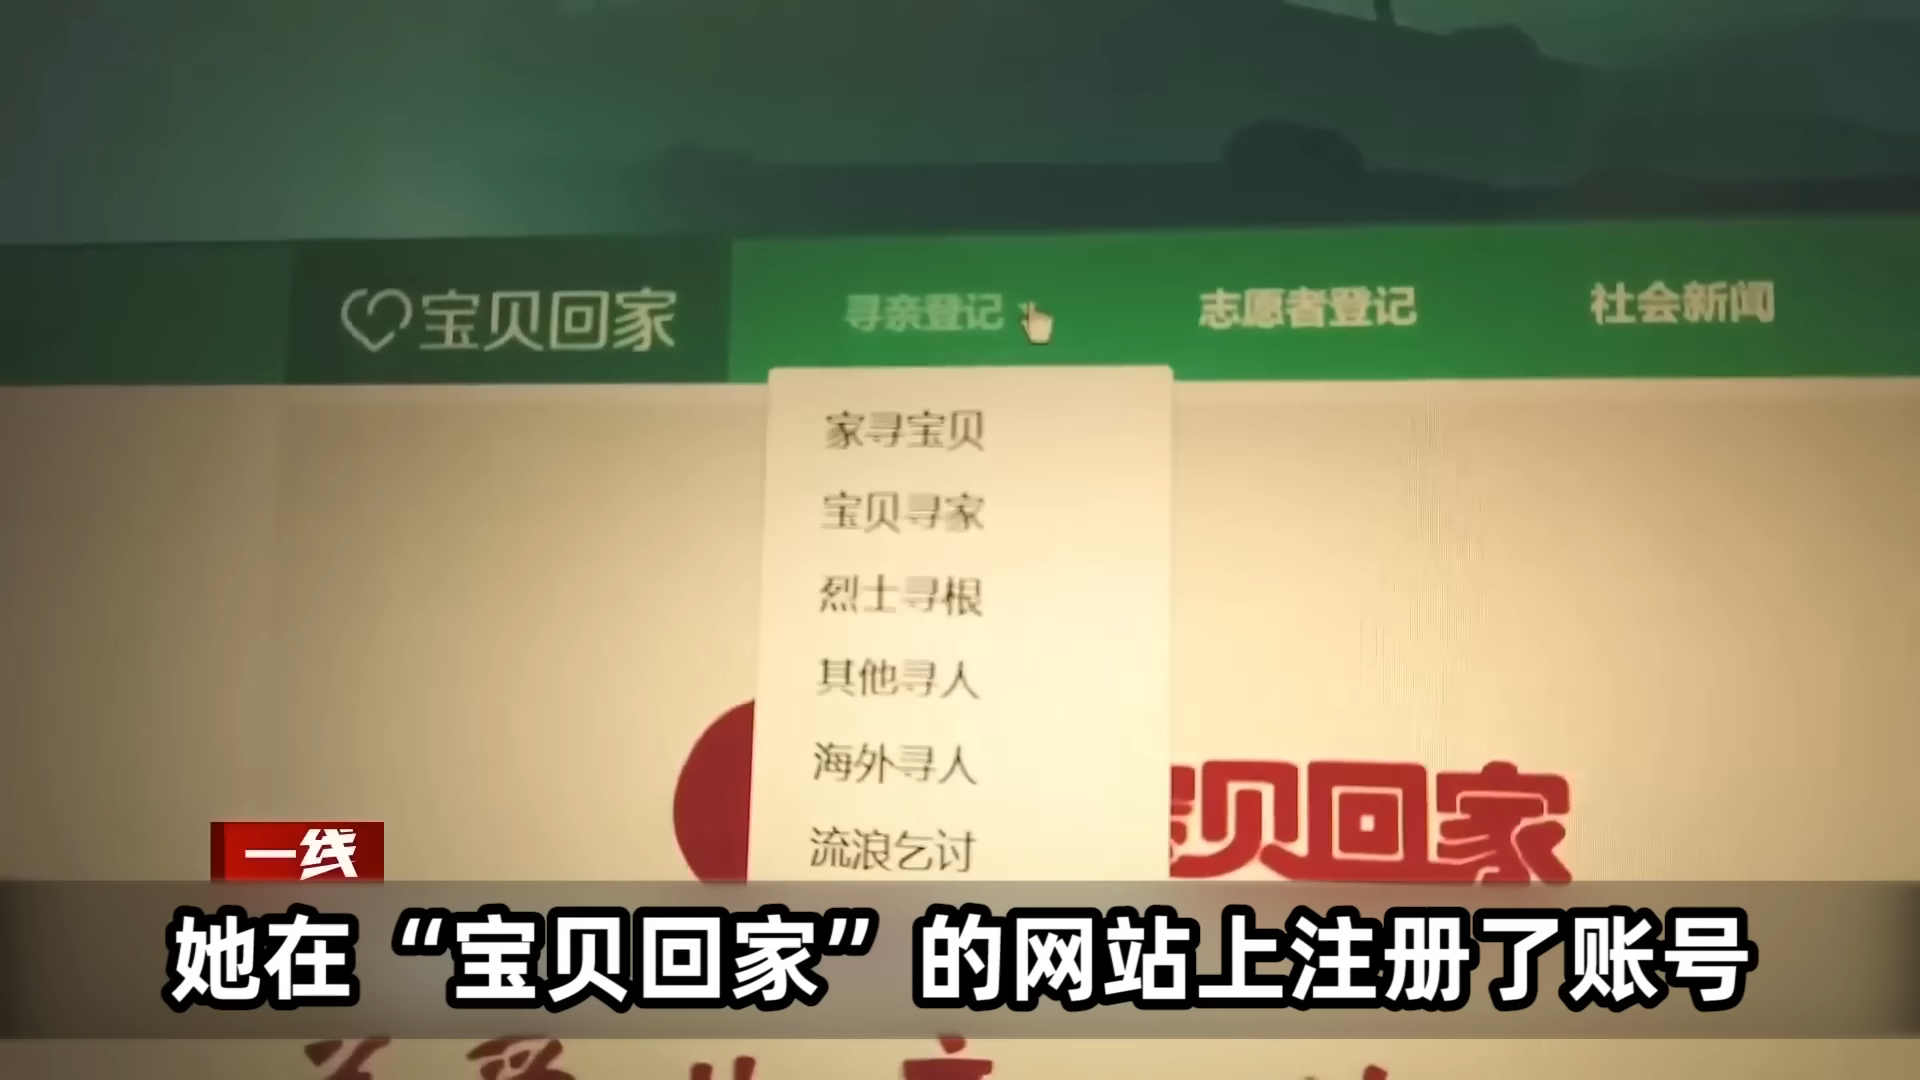 宝贝回家
寻亲登记
志愿者登记
社会新闻
家寻宝贝
宝贝寻家
烈士寻根
其他寻人
海外寻人
流浪乞讨
贝回家
一线
她在“宝贝回家”的网站上注册了账号